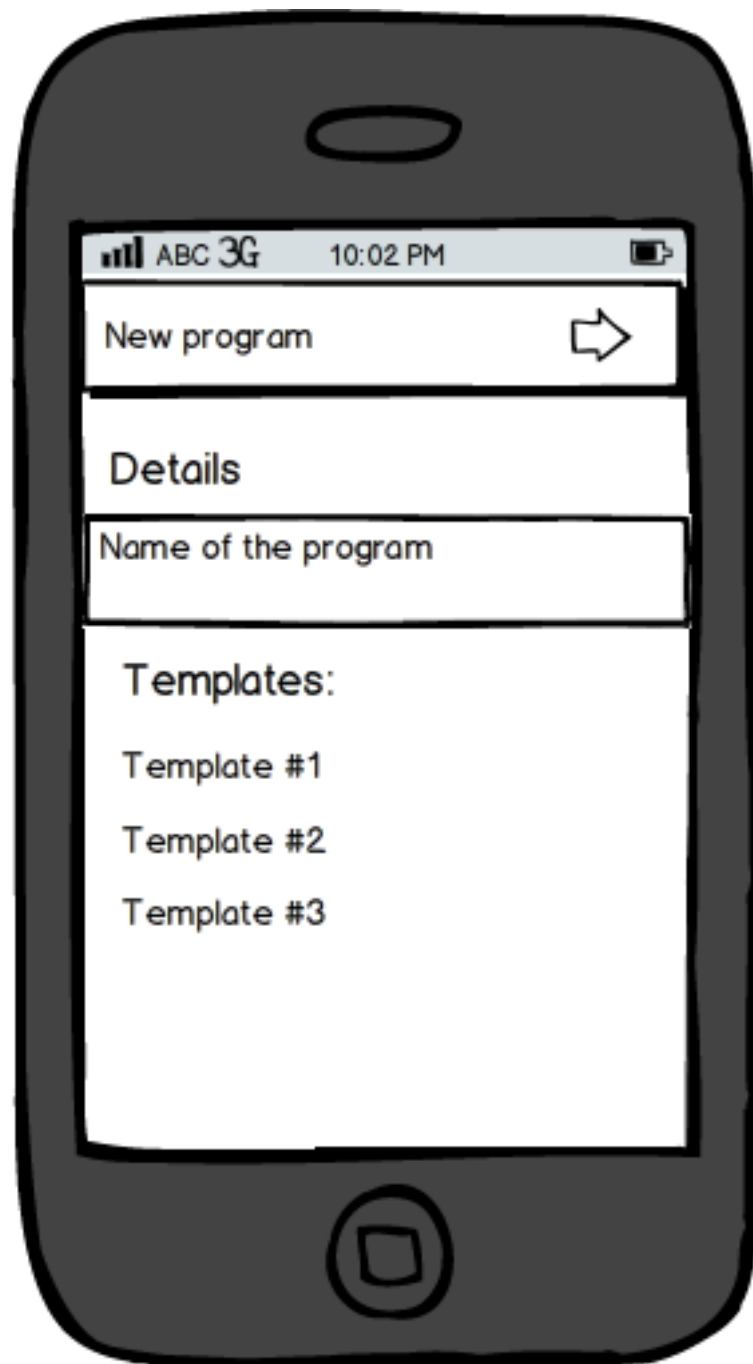 ABC 3G 10:02 PM
New program
Details
Name of the program
Templates:
Template #1
Template #2
Template #3